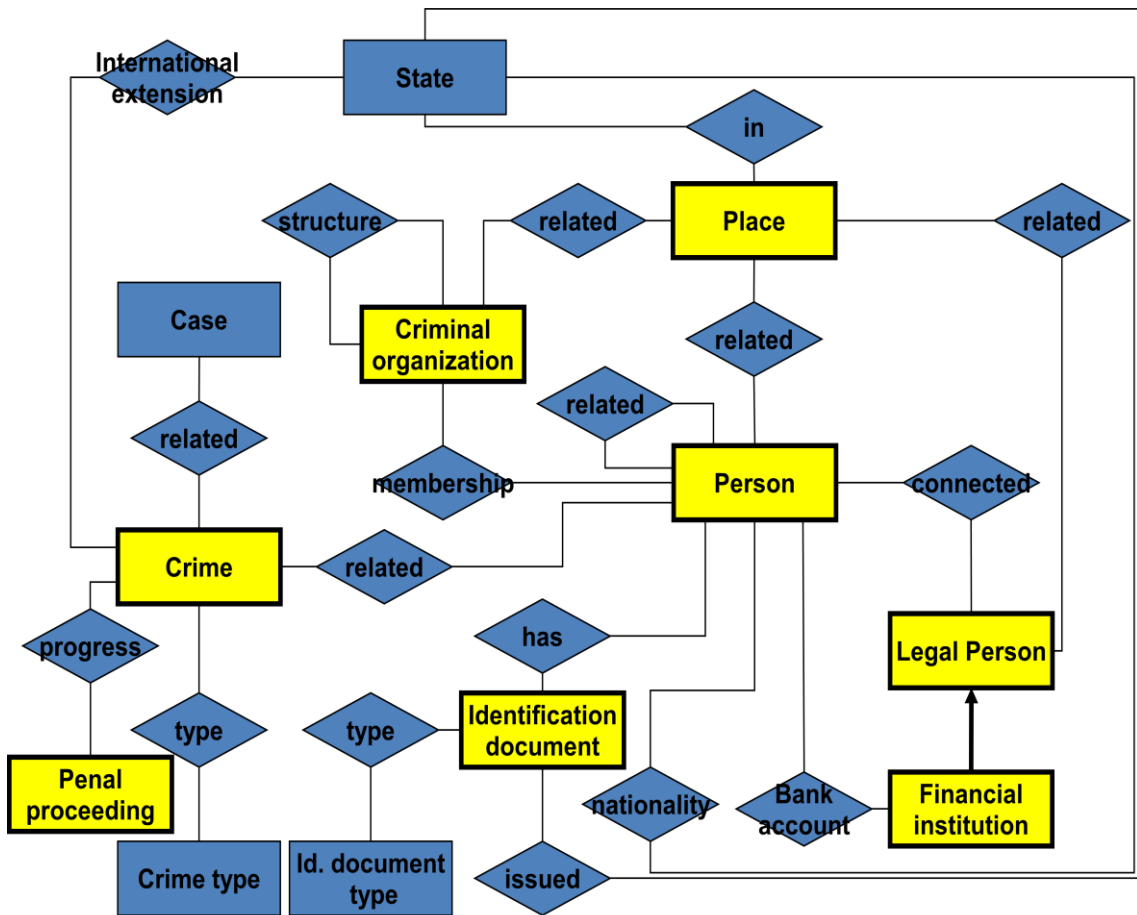 International
extension
State
in
structure
related
Place
related
Case
Criminal
organization
related
related
related
membership
Person
connected
Crime
related
has
progress
Legal Person
type
type
Identification
document
Penal
proceeding
nationality
Bank
account
Financial
institution
Crime type
Id. document
type
issued